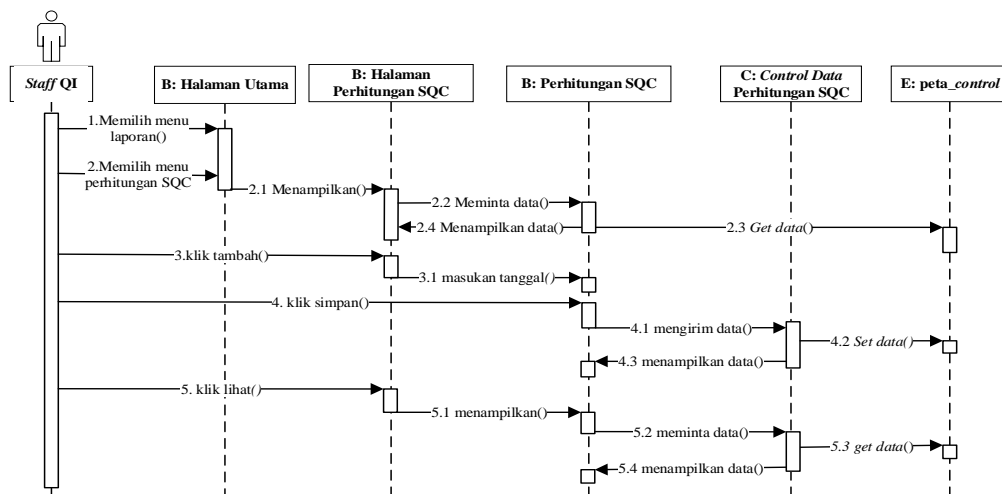 Staff QI
B: Halaman Utama
B: Halaman
Perhitungan SQC
B: Perhitungan SQC
C: Control Data
Perhitungan SQC
E: peta_control
1.Memilih menu
laporan()
2.Memilih menu
perhitungan SQC
2.1 Menampilkan()
2.2 Meminta data()
2.4 Menampilkan data()
2.3 Get data()
3.klik tambah()
3.1 masukan tanggal()
4. klik simpan()
4.1 mengirim data()
4.2 Set data()
4.3 menampilkan data()
5. klik lihat()
5.1 menampilkan()
5.2 meminta data()
5.3 get data()
5.4 menampilkan data()